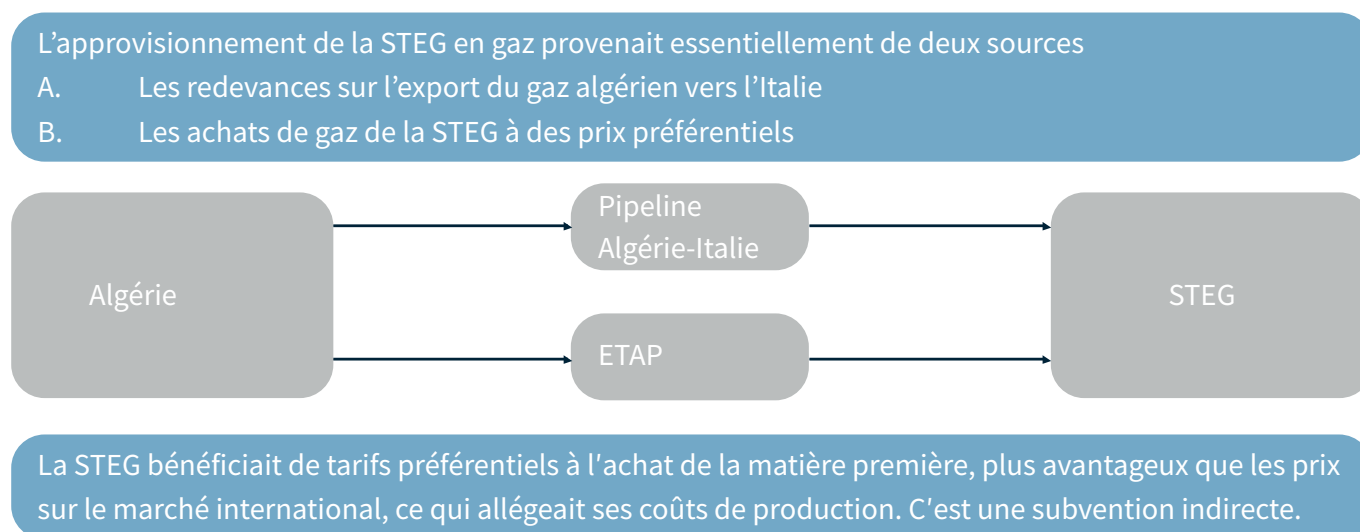 L’approvisionnement de la STEG en gaz provenait essentiellement de deux sources
A. Les redevances sur l’export du gaz algérien vers l’Italie
B. Les achats de gaz de la STEG à des prix préférentiels
Pipeline
Algérie-Italie
Algérie
STEG
ETAP
La STEG bénéficiait de tarifs préférentiels à l'achat de la matière première, plus avantageux que les prix
sur le marché international, ce qui allégeait ses coûts de production. C'est une subvention indirecte.